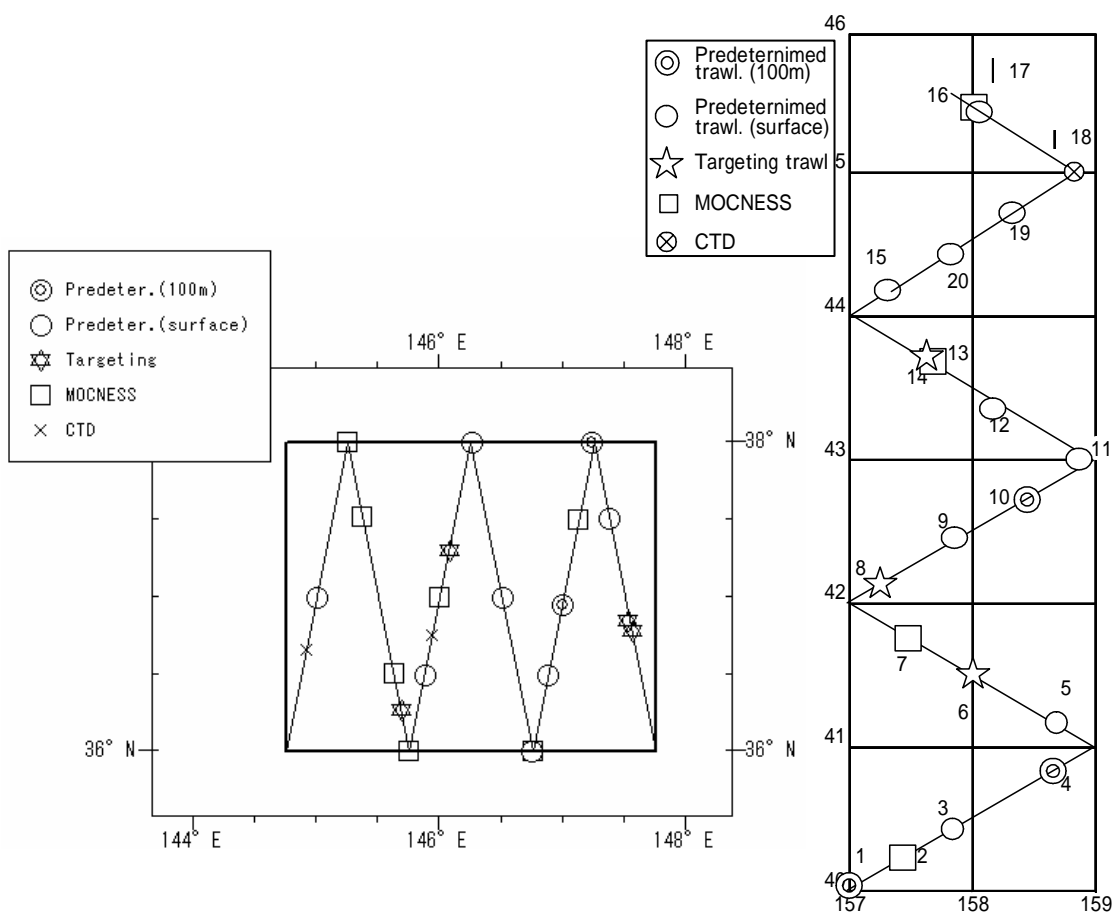 Predeter.(100m)
Predeter.(surface)
Targeting
MOCNESS
CTD
146° E
148° E
38° N
36° N
36° N
144° E
146° E
148° E
Predeternimed
trawl. (100m)
Predeternimed
trawl. (surface)
Targeting trawl
MOCNESS
CTD
46
17
16
18
5
19
15
20
44
13
14
12
43
11
10
9
8
42
7
5
6
41
4
3
1
2
157
158
159